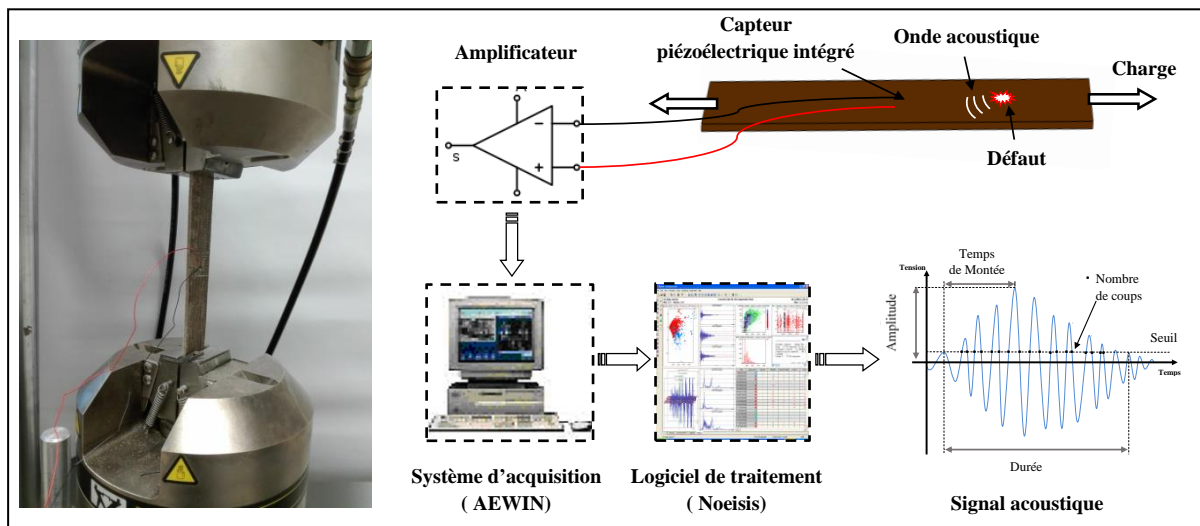 Amplificateur
Capteur
piézoélectrique intégré
Onde acoustique
Charge
Défaut
−
+
S
Système d’acquisition
( AEWIN)
Logiciel de traitement
( Noeisis)
Tension
Temps
de Montée
• Nombre
de coups
Amplitude
Seuil
Temps
Durée
Signal acoustique